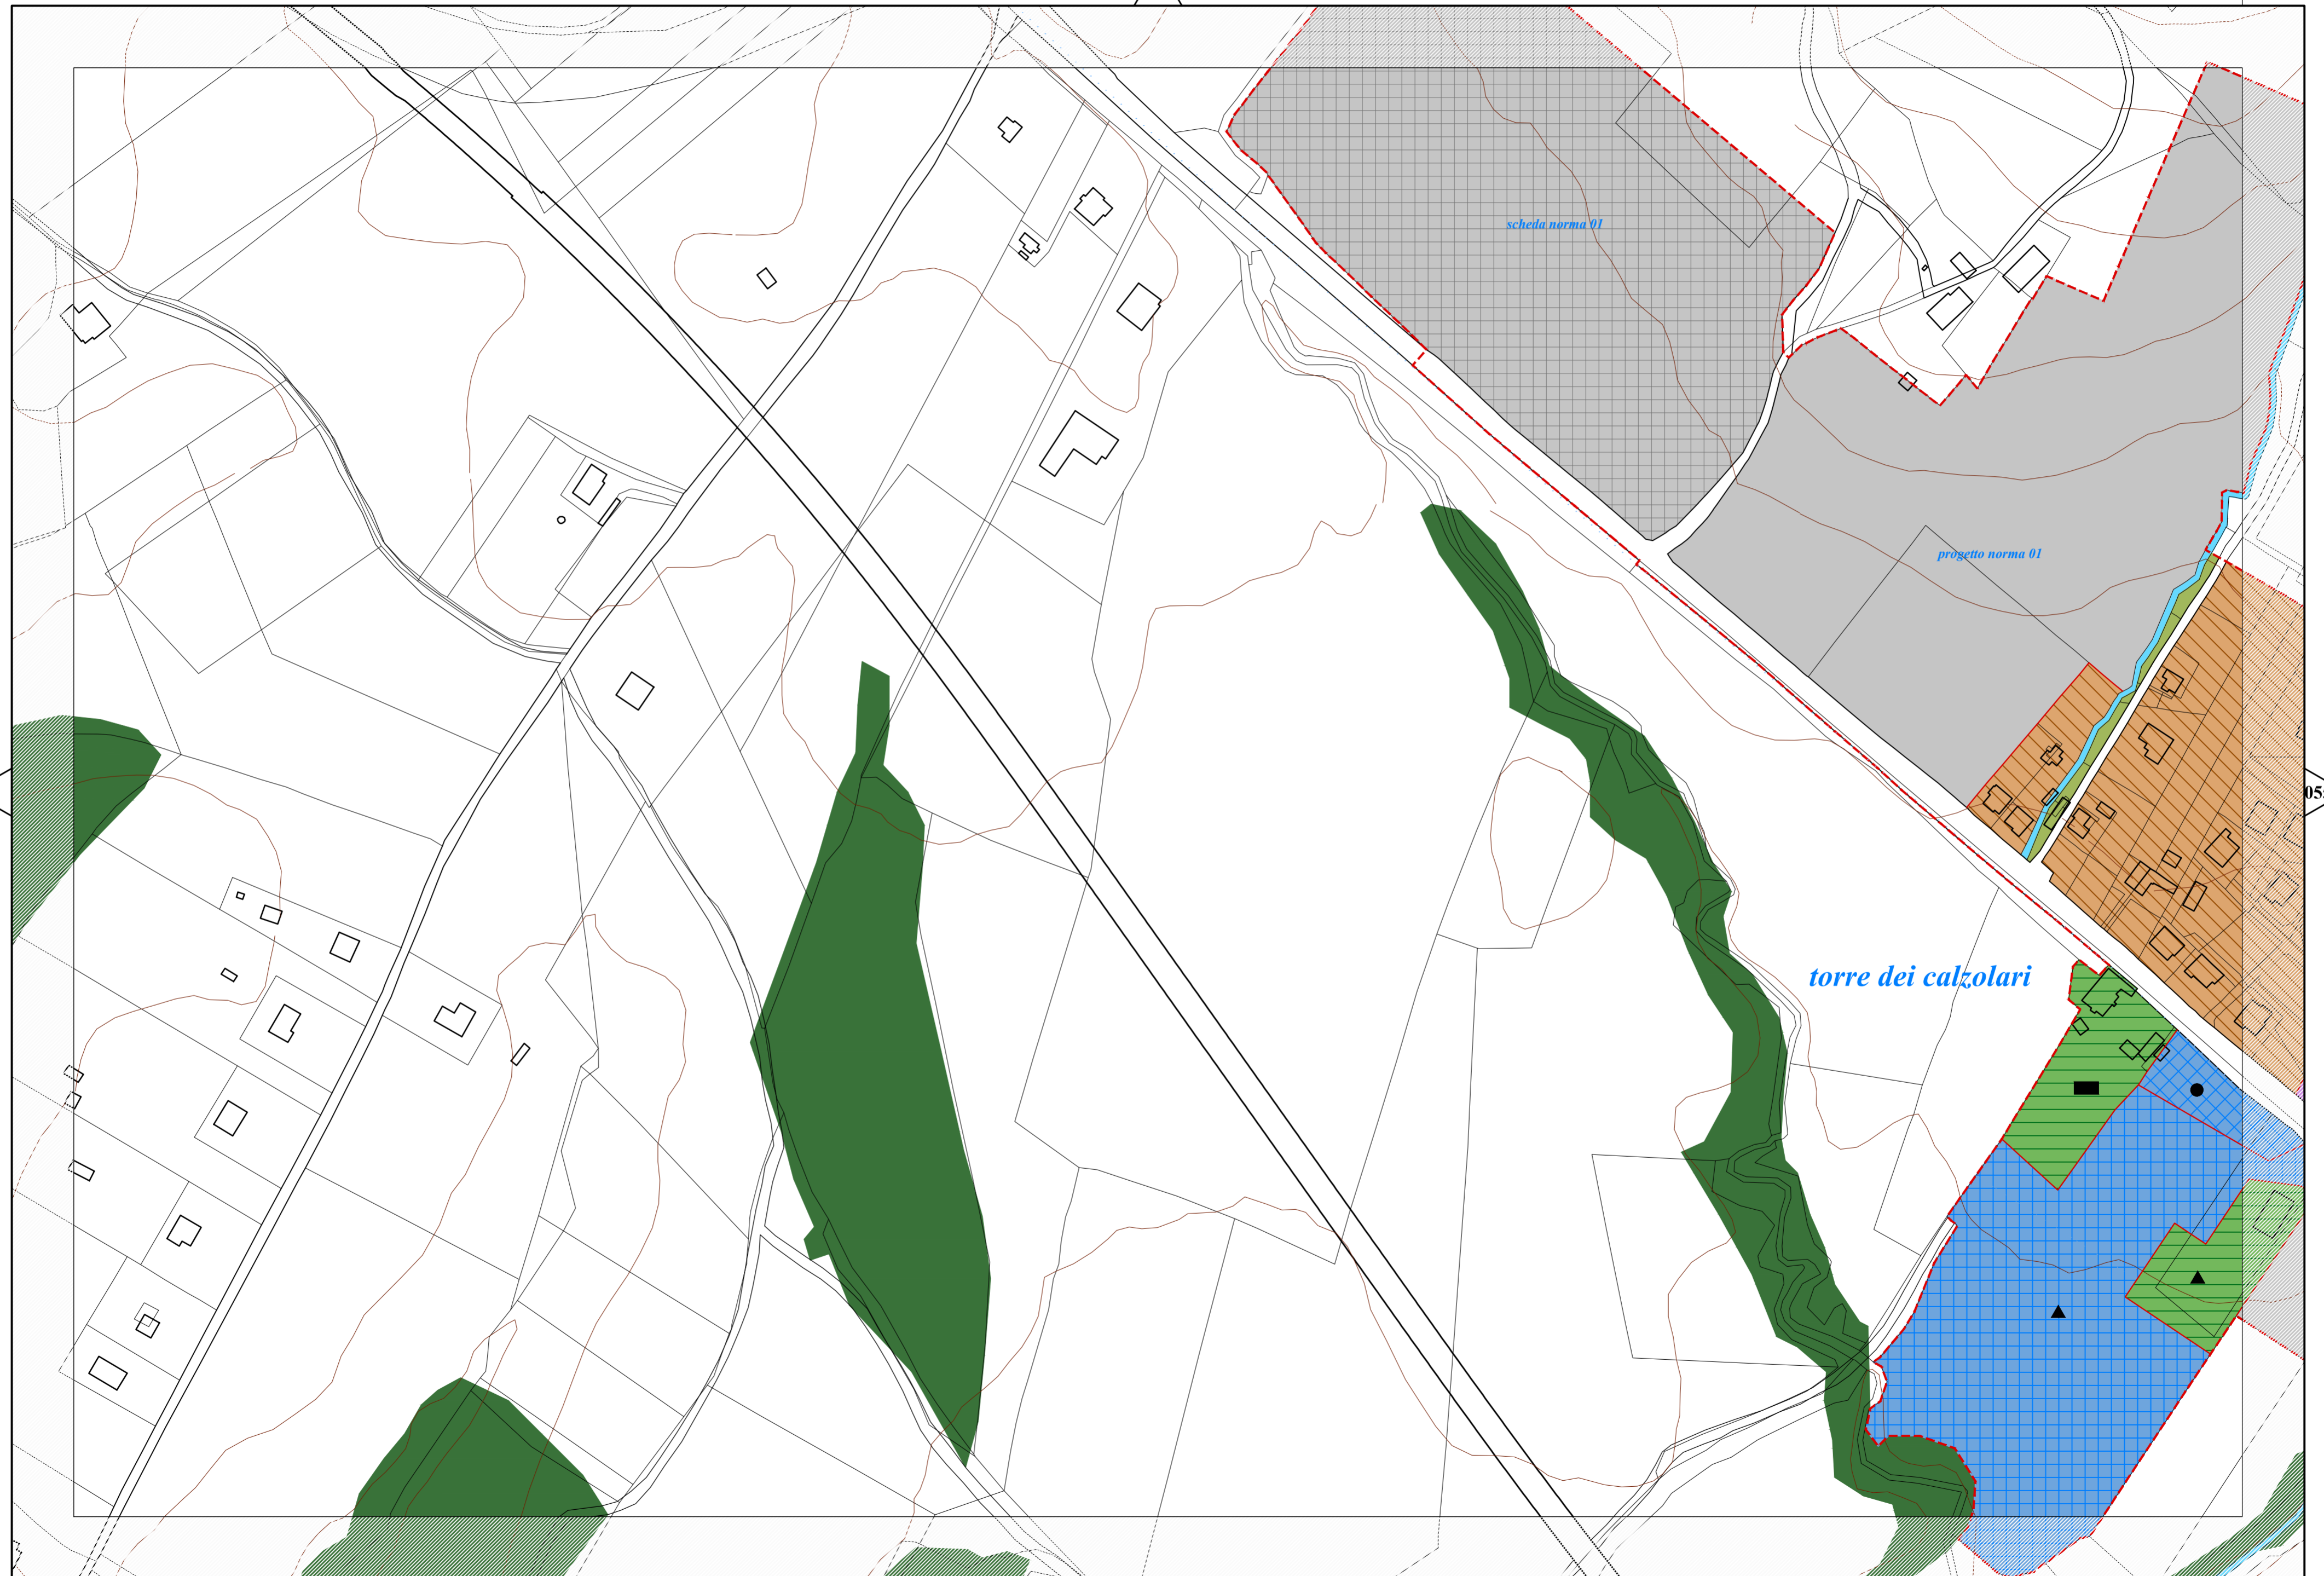 scheda norma 01
progetto norma 01
torre dei calzolari